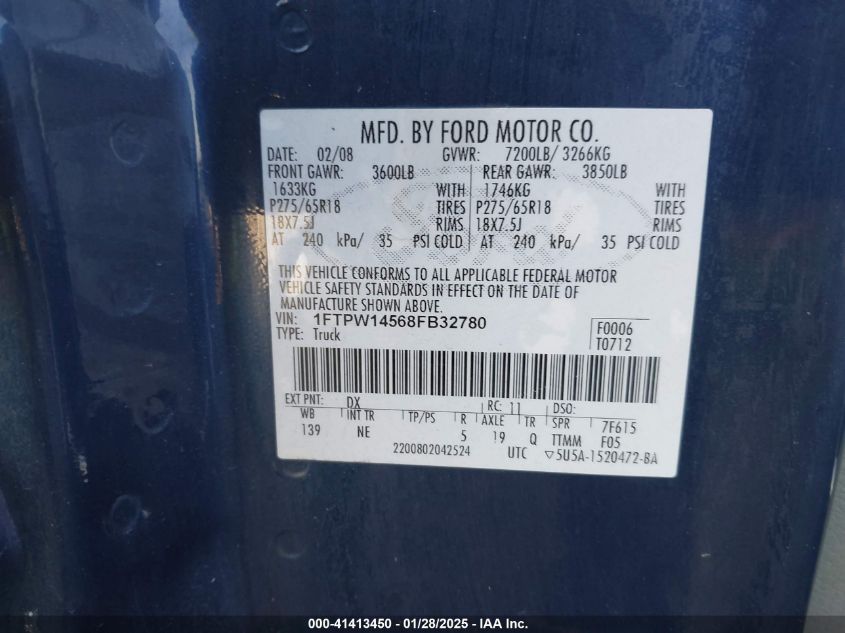 MFD. BY FORD MOTOR CO.
DATE: 02/08 GVWR: 7200LB/ 3266KG
FRONT GAWR: 3600LB REAR GAWR: 3850LB
1633KG WITH 1746KG WITH
P275/65R18 TIRES P275/65R18 TIRES
18X7.5J RIMS 18X7.5J RIMS
AT 240 kPa/ 35 PSI COLD AT 240 kPa/ 35 PSI COLD
THIS VEHICLE CONFORMS TO ALL APPLICABLE FEDERAL MOTOR
VEHICLE SAFETY STANDARDS IN EFFECT ON THE DATE OF
MANUFACTURE SHOWN ABOVE.
VIN: 1FTPW14568FB32780 F0006
TYPE: Truck T0712
EXT PNT: DX RC: 11 DSO:
WB INT TR TP/PS R AXLE TR SPR 7F615
139 NE 5 19 Q TTMM F05
2200802042524 UTC ▽5U5A-1520472-BA
000-41413450 - 01/28/2025 - IAA Inc.